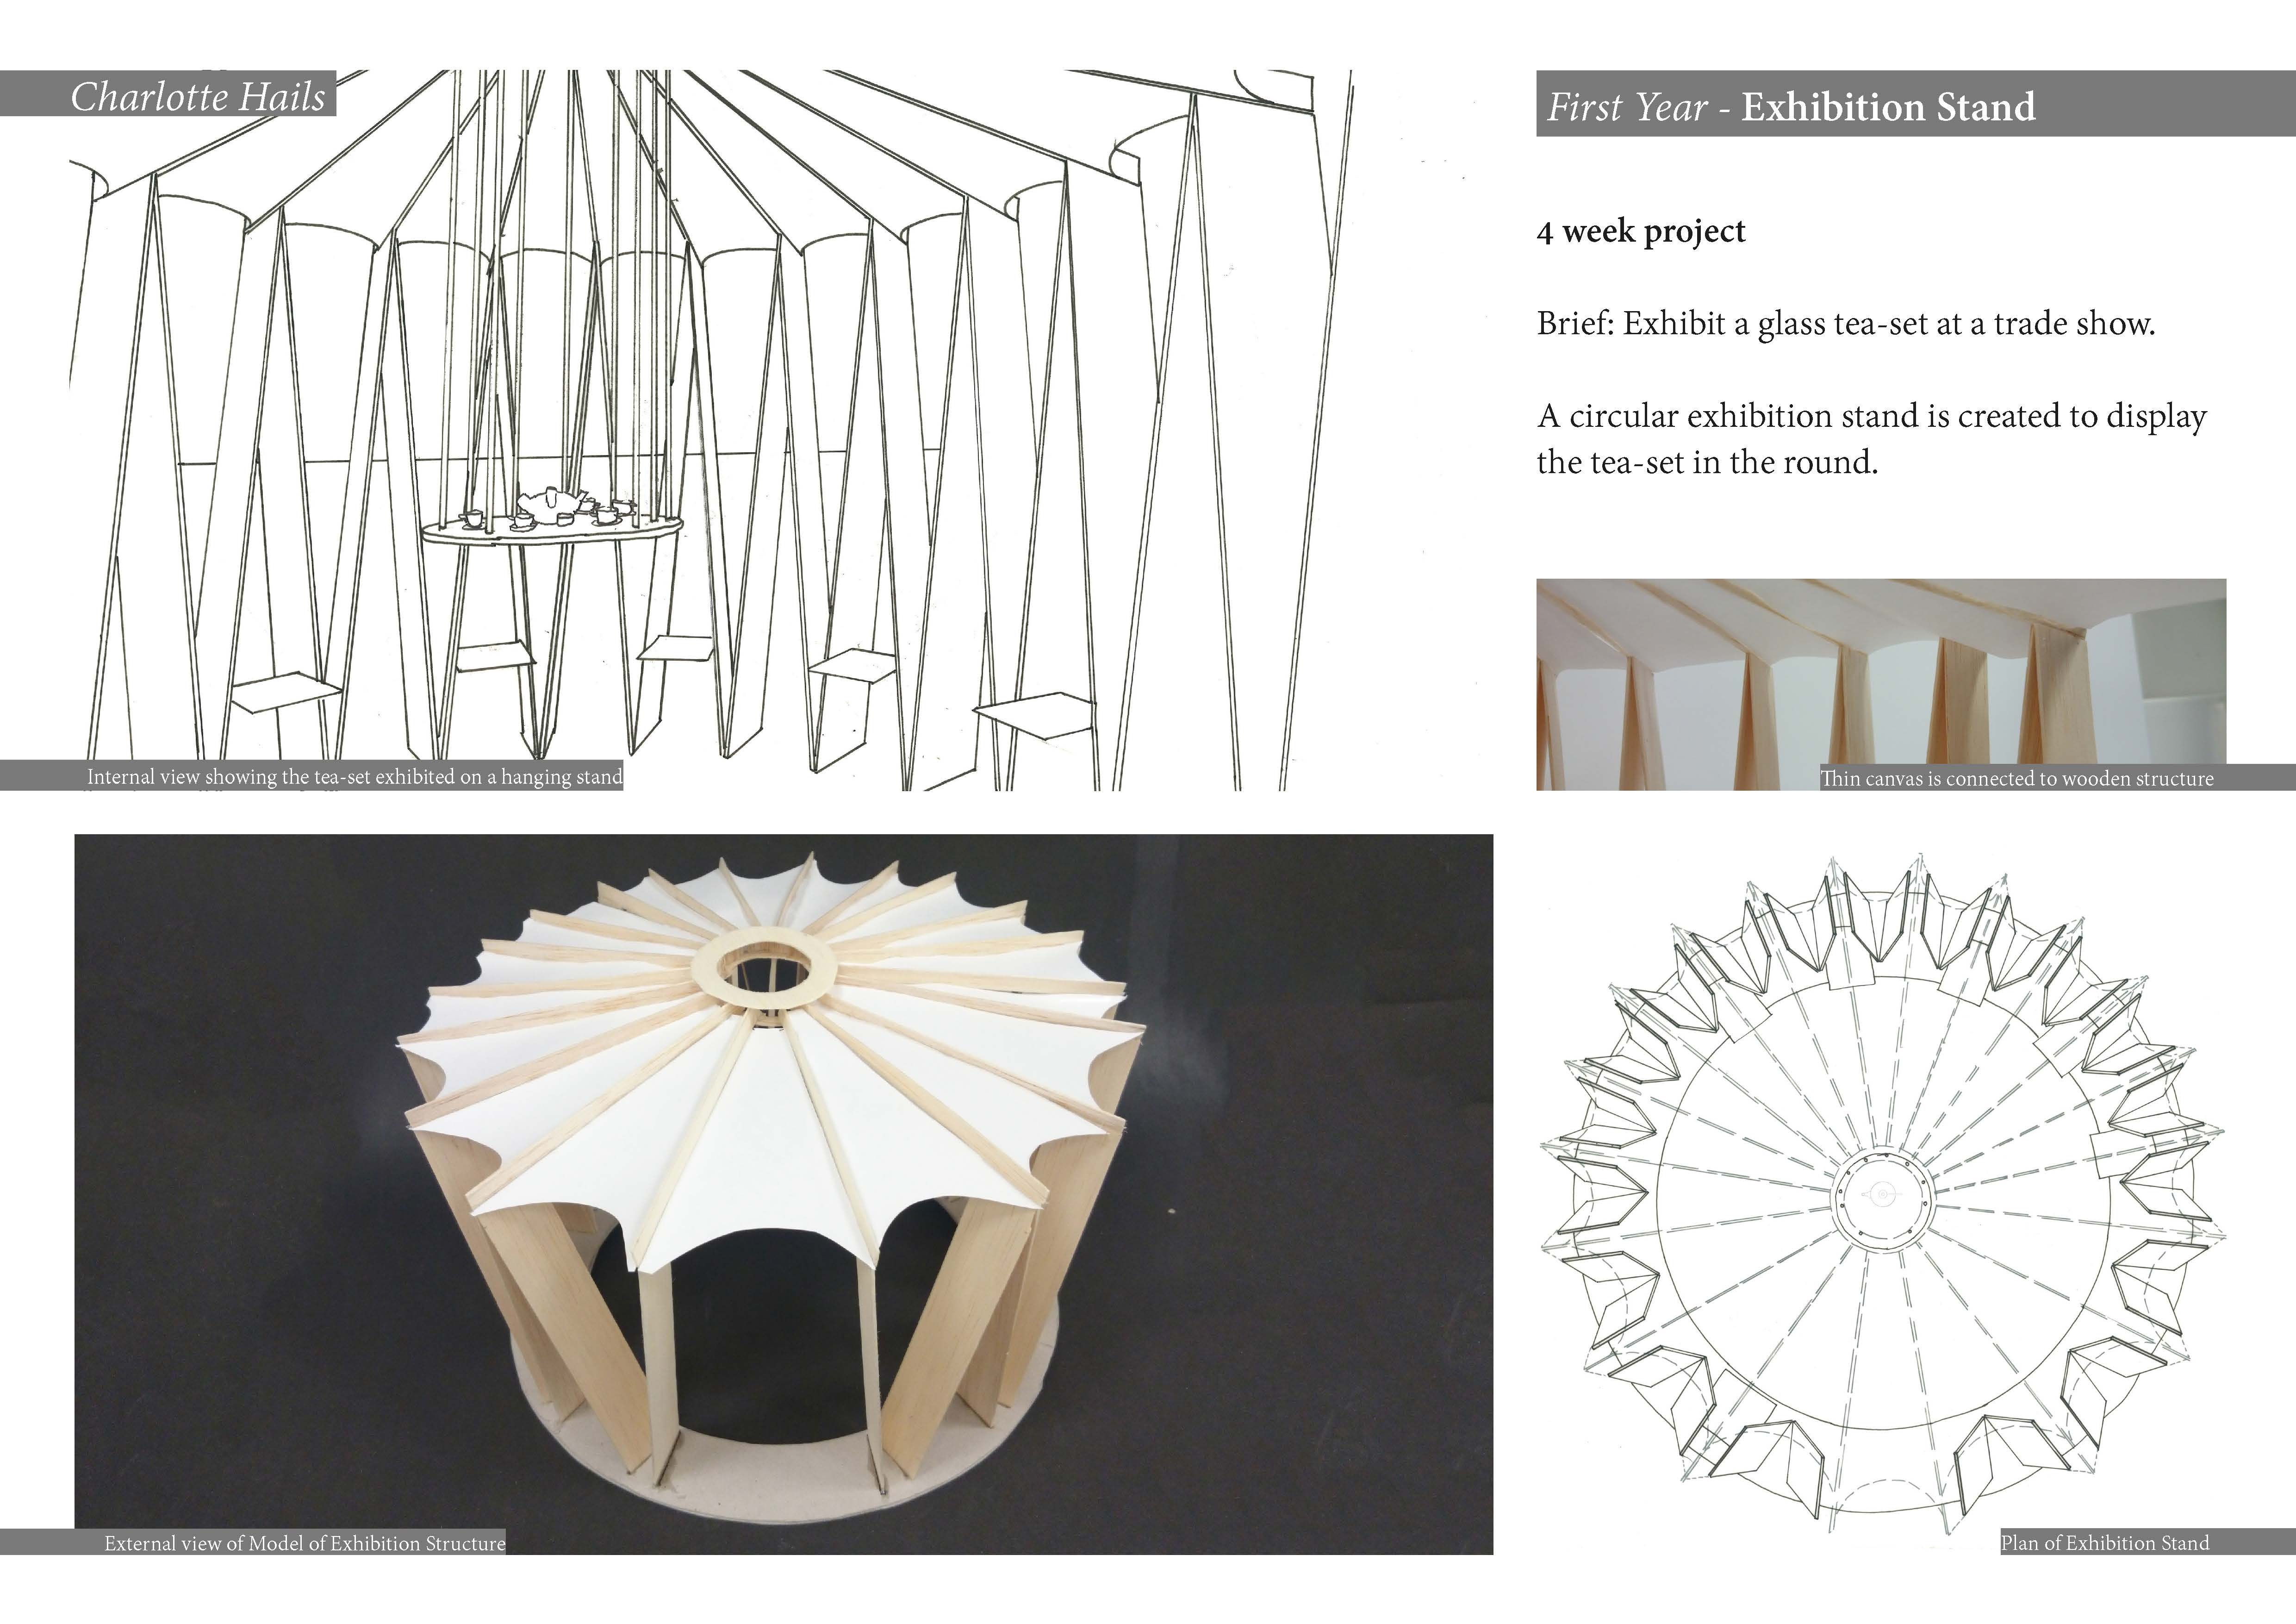 Charlotte Hails
First Year - Exhibition Stand
4 week project
Brief: Exhibit a glass tea-set at a trade show.
A circular exhibition stand is created to display
the tea-set in the round.
Internal view showing the tea-set exhibited on a hanging stand
Thin canvas is connected to wooden structure
External view of Model of Exhibition Structure
Plan of Exhibition Stand